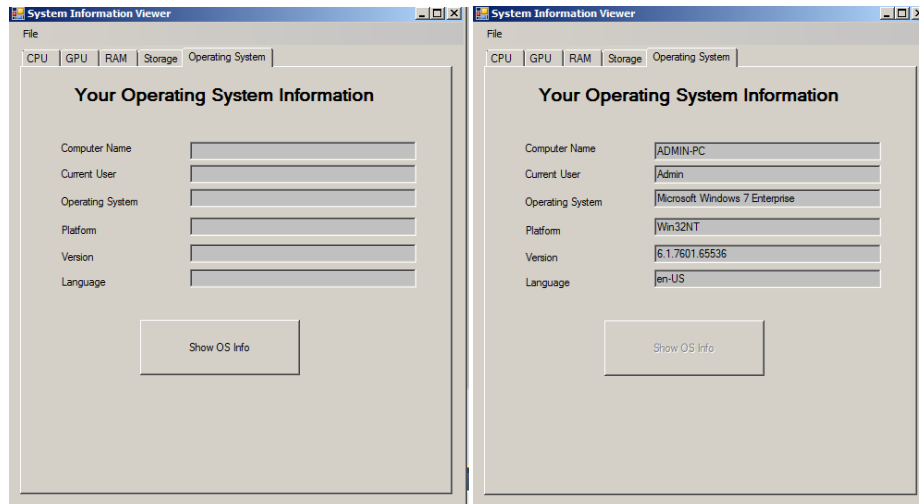 System Information Viewer
File
CPU GPU RAM Storage Operating System
Your Operating System Information
Computer Name
Current User
Operating System
Platform
Version
Language
Show OS Info
System Information Viewer
File
CPU GPU RAM Storage Operating System
Your Operating System Information
Computer Name ADMIN-PC
Current User Admin
Operating System Microsoft Windows 7 Enterprise
Platform Win32NT
Version 6.1.7601.65536
Language en-US
Show OS Info